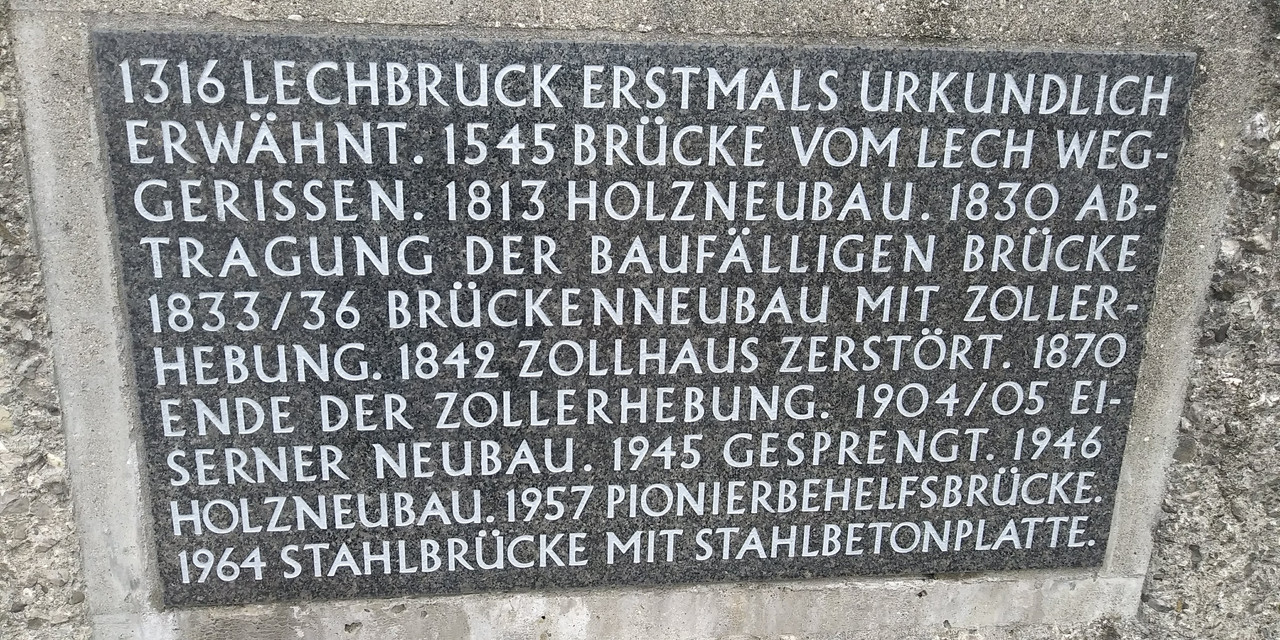 1316 LECHBRUCK ERSTMALS URKUNDLICH
ERWÄHNT. 1545 BRÜCKE VOM LECH WEG-
GERISSEN. 1813 HOLZNEUBAU. 1830 AB-
TRAGUNG DER BAUFÄLLIGEN BRÜCKE
1833/36 BRÜCKENNEUBAU MIT ZOLLER-
HEBUNG. 1842 ZOLLHAUS ZERSTÖRT. 1870
ENDE DER ZOLLERHEBUNG. 1904/05 EI-
SERNER NEUBAU. 1945 GESPRENGT. 1946
HOLZNEUBAU. 1957 PIONIERBEHELFSBRÜCKE.
1964 STAHLBRÜCKE MIT STAHLBETONPLATTE.